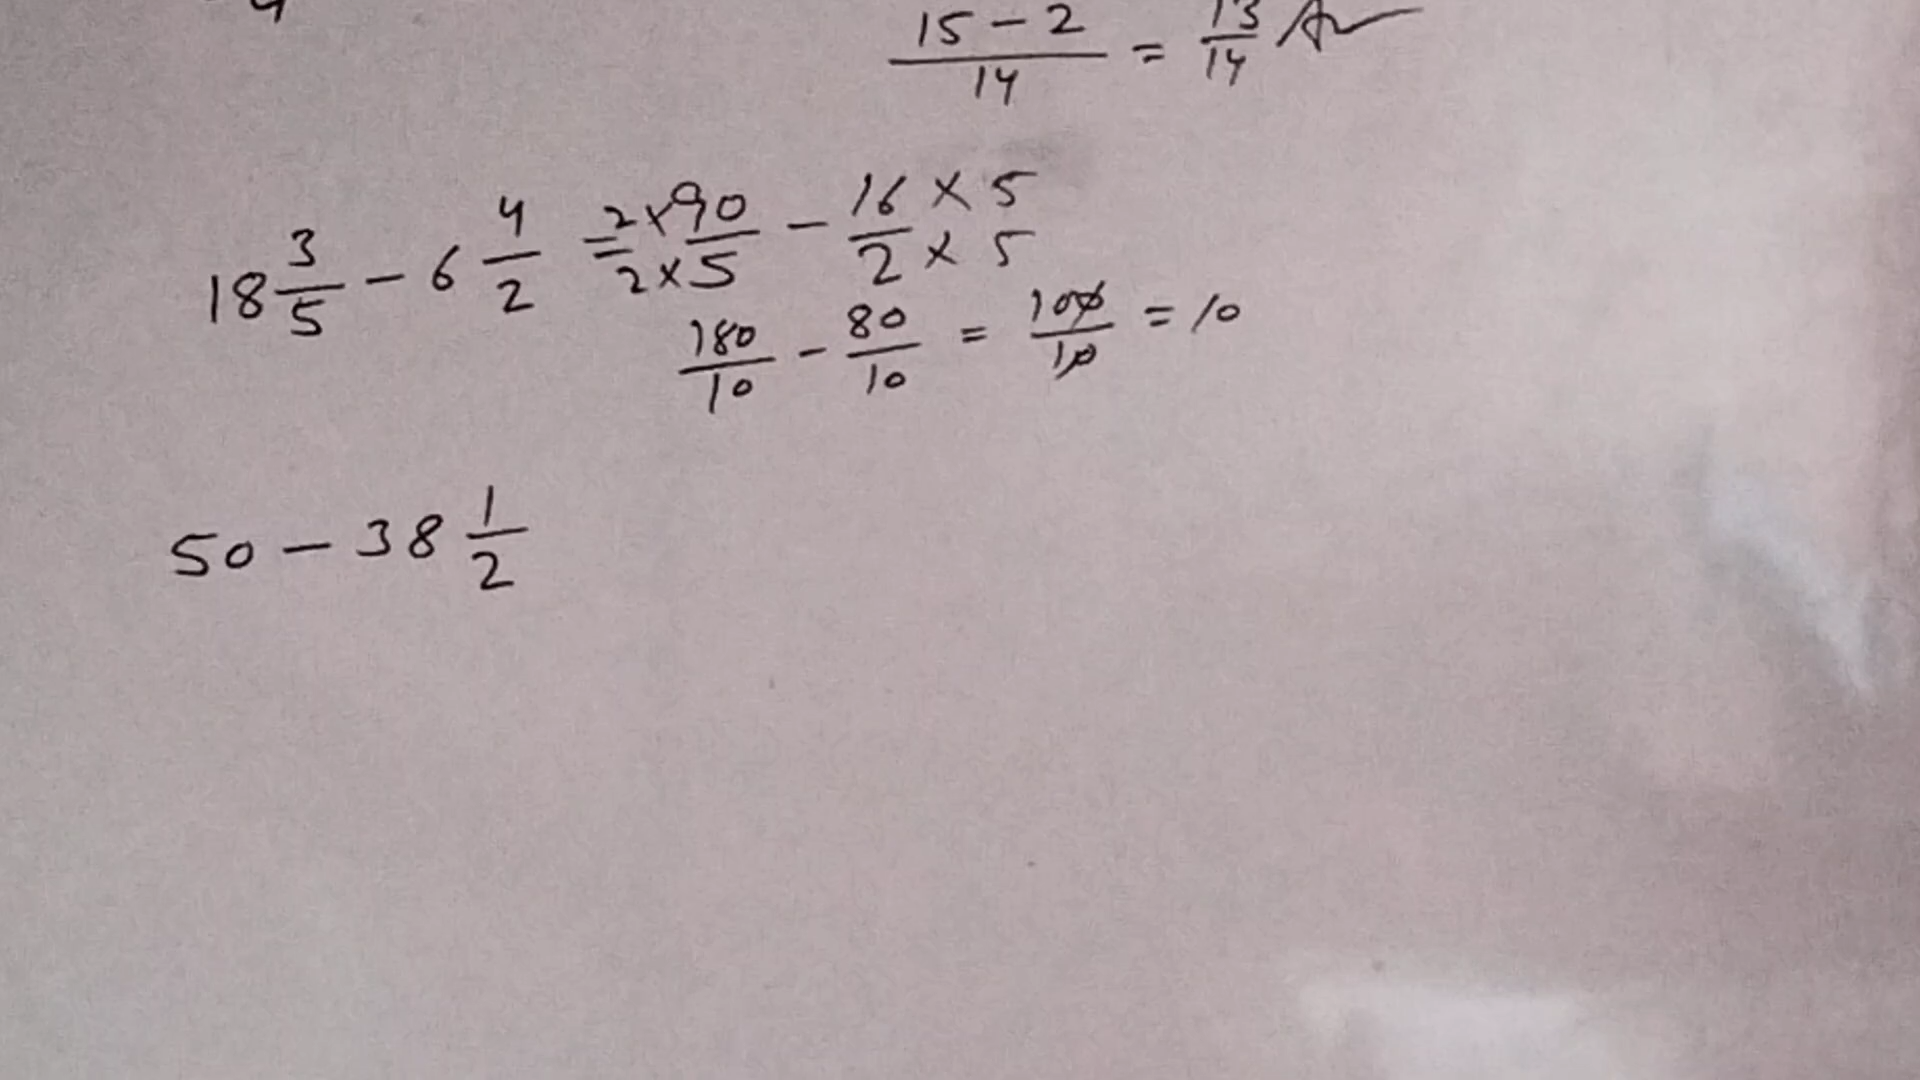 15 - 2 / 14 = 13/14
18 3/5 - 6 4/2 = 2×90 / 2×5 - 16×5 / 2×5
180/10 - 80/10 = 100/10 = 10
50 - 38 1/2